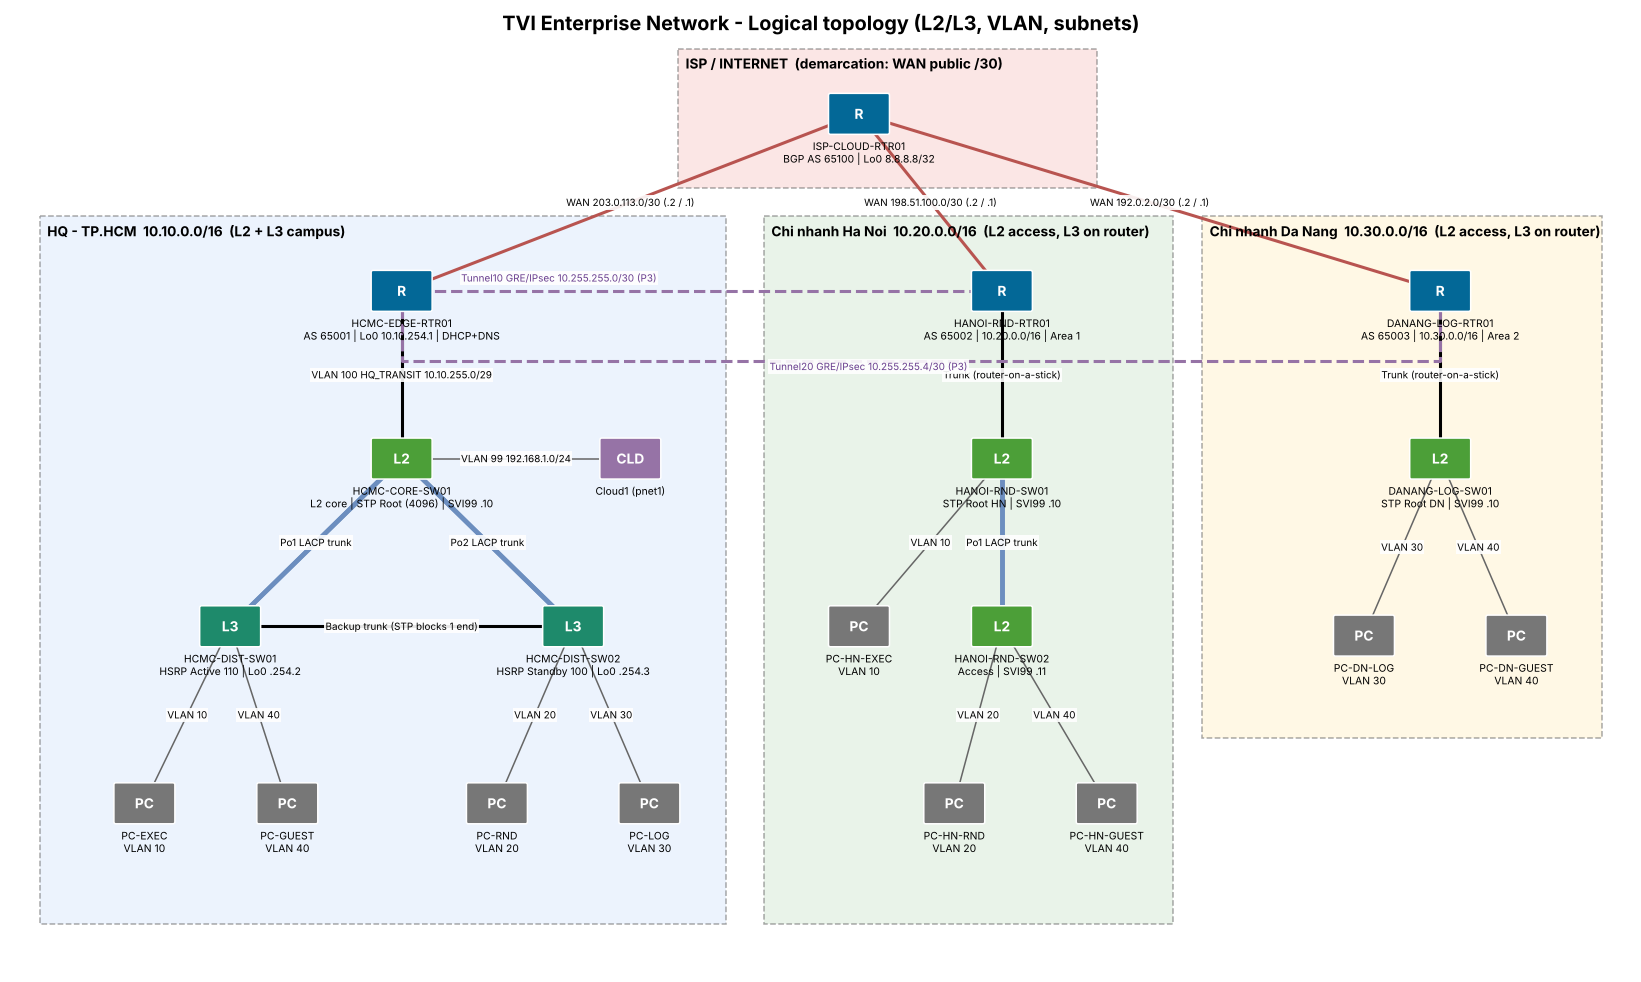 TVI Enterprise Network - Logical topology (L2/L3, VLAN, subnets)
ISP / INTERNET (demarcation: WAN public /30)
R
ISP-CLOUD-RTR01
BGP AS 65100 | Lo0 8.8.8.8/32
WAN 203.0.113.0/30 (.2 / .1)
WAN 198.51.100.0/30 (.2 / .1)
WAN 192.0.2.0/30 (.2 / .1)
HQ - TP.HCM 10.10.0.0/16 (L2 + L3 campus)
R
HCMC-EDGE-RTR01
AS 65001 | Lo0 10.10.254.1 | DHCP+DNS
Tunnel10 GRE/IPsec 10.255.255.0/30 (P3)
VLAN 100 HQ_TRANSIT 10.10.255.0/29
L2
VLAN 99 192.168.1.0/24
CLD
HCMC-CORE-SW01
L2 core | STP Root (4096) | SVI99 .10
Cloud1 (pnet1)
Po1 LACP trunk
Po2 LACP trunk
L3
Backup trunk (STP blocks 1 end)
L3
HCMC-DIST-SW01
HSRP Active 110 | Lo0 .254.2
HCMC-DIST-SW02
HSRP Standby 100 | Lo0 .254.3
VLAN 10
VLAN 40
VLAN 20
VLAN 30
PC
PC-EXEC
VLAN 10
PC
PC-GUEST
VLAN 40
PC
PC-RND
VLAN 20
PC
PC-LOG
VLAN 30
Chi nhanh Ha Noi 10.20.0.0/16 (L2 access, L3 on router)
R
HANOI-RND-RTR01
AS 65002 | 10.20.0.0/16 | Area 1
Tunnel20 GRE/IPsec 10.255.255.4/30 (P3)
Trunk (router-on-a-stick)
L2
HANOI-RND-SW01
STP Root HN | SVI99 .10
VLAN 10
Po1 LACP trunk
PC
PC-HN-EXEC
VLAN 10
L2
HANOI-RND-SW02
Access | SVI99 .11
VLAN 20
VLAN 40
PC
PC-HN-RND
VLAN 20
PC
PC-HN-GUEST
VLAN 40
Chi nhanh Da Nang 10.30.0.0/16 (L2 access, L3 on router)
R
DANANG-LOG-RTR01
AS 65003 | 10.30.0.0/16 | Area 2
Trunk (router-on-a-stick)
L2
DANANG-LOG-SW01
STP Root DN | SVI99 .10
VLAN 30
VLAN 40
PC
PC-DN-LOG
VLAN 30
PC
PC-DN-GUEST
VLAN 40